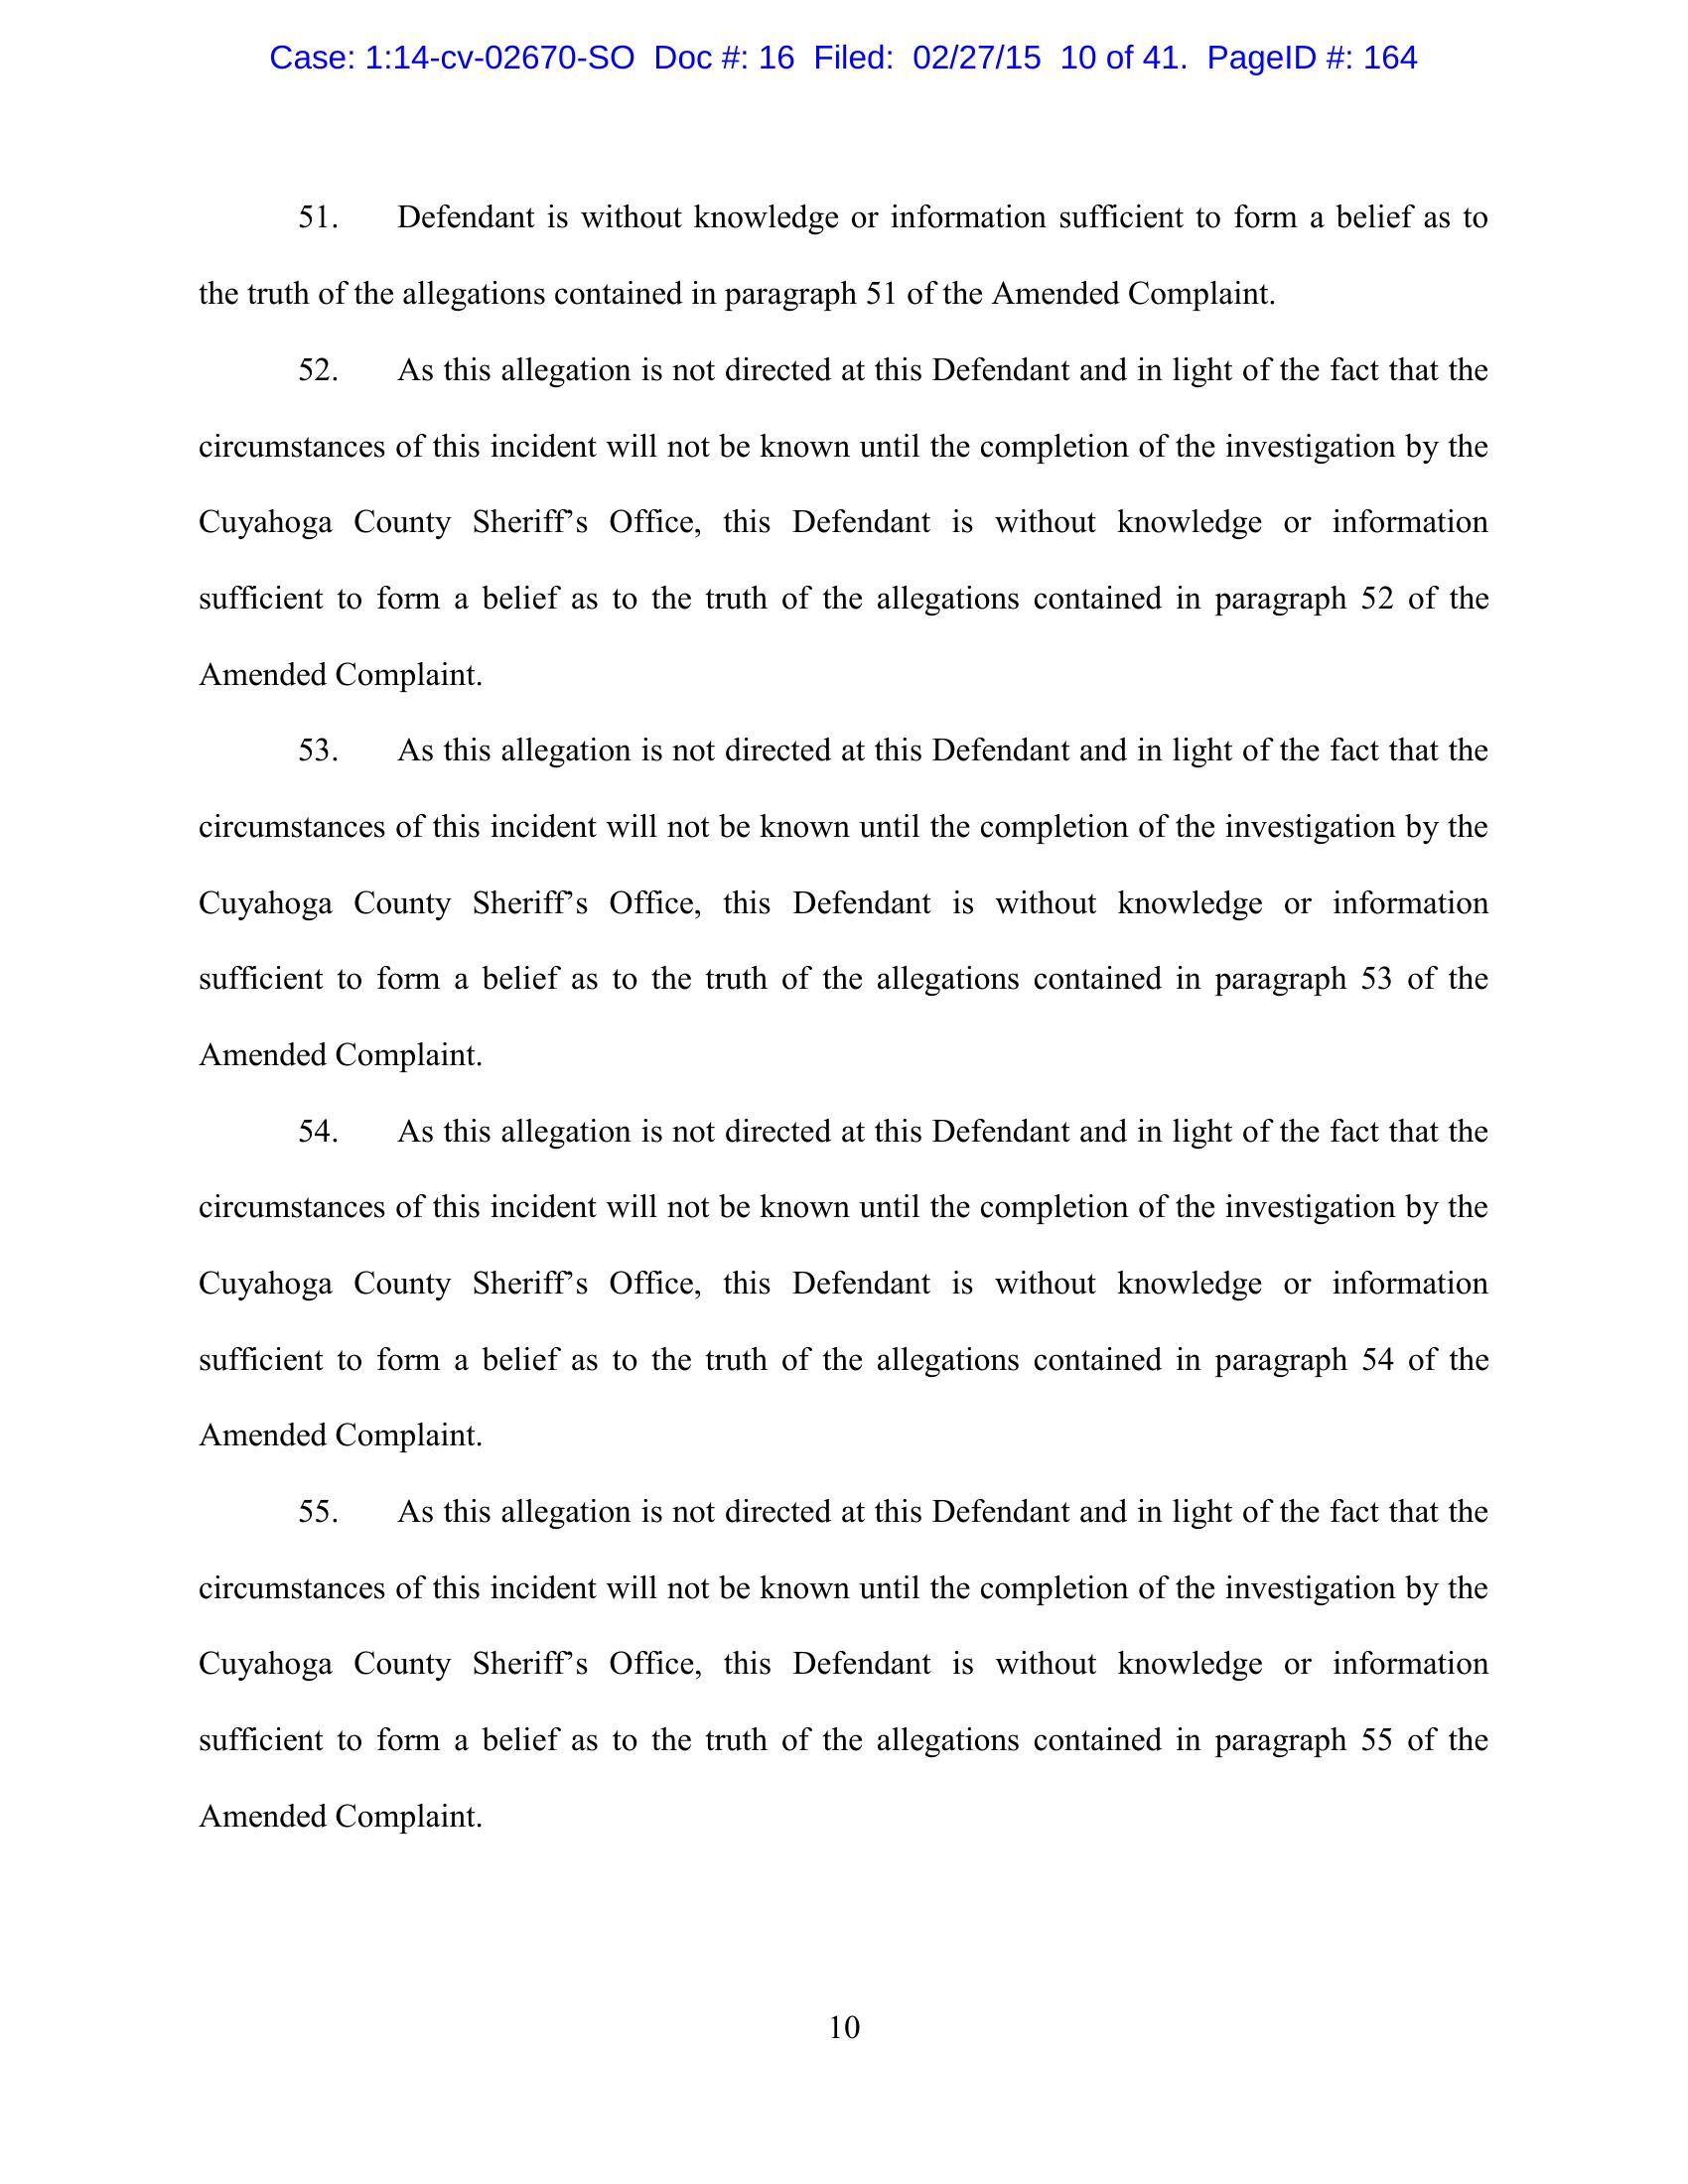 Case: 1:14-cv-02670-SO Doc #: 16 Filed: 02/27/15 10 of 41. PageID #: 164
51. Defendant is without knowledge or information sufficient to form a belief as to
the truth of the allegations contained in paragraph 51 of the Amended Complaint.
52. As this allegation is not directed at this Defendant and in light of the fact that the
circumstances of this incident will not be known until the completion of the investigation by the
Cuyahoga County Sheriff’s Office, this Defendant is without knowledge or information
sufficient to form a belief as to the truth of the allegations contained in paragraph 52 of the
Amended Complaint.
53. As this allegation is not directed at this Defendant and in light of the fact that the
circumstances of this incident will not be known until the completion of the investigation by the
Cuyahoga County Sheriff’s Office, this Defendant is without knowledge or information
sufficient to form a belief as to the truth of the allegations contained in paragraph 53 of the
Amended Complaint.
54. As this allegation is not directed at this Defendant and in light of the fact that the
circumstances of this incident will not be known until the completion of the investigation by the
Cuyahoga County Sheriff’s Office, this Defendant is without knowledge or information
sufficient to form a belief as to the truth of the allegations contained in paragraph 54 of the
Amended Complaint.
55. As this allegation is not directed at this Defendant and in light of the fact that the
circumstances of this incident will not be known until the completion of the investigation by the
Cuyahoga County Sheriff’s Office, this Defendant is without knowledge or information
sufficient to form a belief as to the truth of the allegations contained in paragraph 55 of the
Amended Complaint.
10